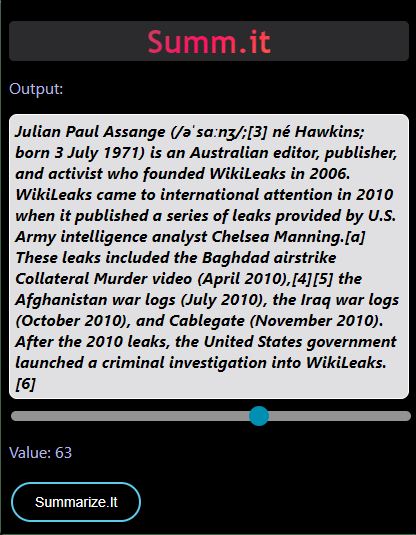 Summ.it
Output:
Julian Paul Assange (/əˈsɑːnʒ/;[3] né Hawkins;
born 3 July 1971) is an Australian editor, publisher,
and activist who founded WikiLeaks in 2006.
WikiLeaks came to international attention in 2010
when it published a series of leaks provided by U.S.
Army intelligence analyst Chelsea Manning.[a]
These leaks included the Baghdad airstrike
Collateral Murder video (April 2010),[4][5] the
Afghanistan war logs (July 2010), the Iraq war logs
(October 2010), and Cablegate (November 2010).
After the 2010 leaks, the United States government
launched a criminal investigation into WikiLeaks.
[6]
Value: 63
Summarize.It